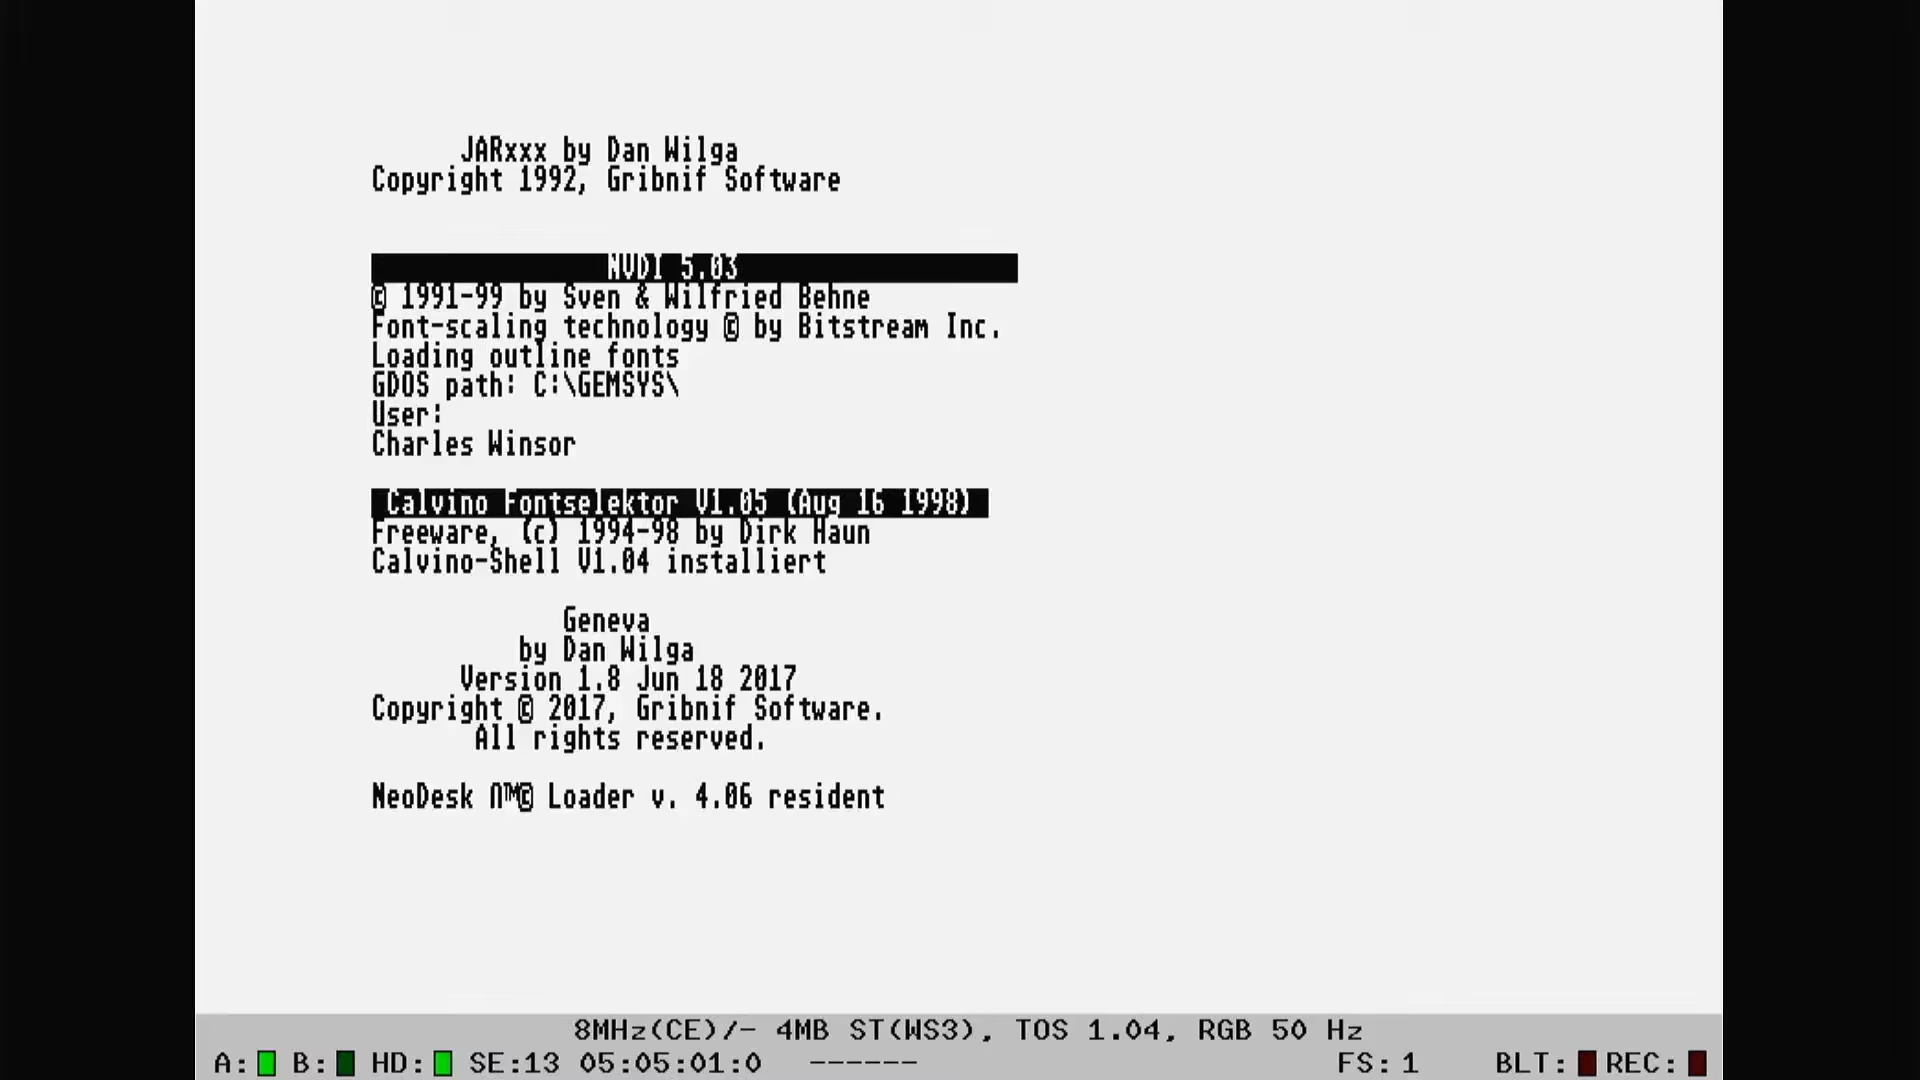 JARxxx by Dan Wilga
Copyright 1992, Gribnif Software
NVDI 5.03
© 1991-99 by Sven & Wilfried Behne
Font-scaling technology © by Bitstream Inc.
Loading outline fonts
GDOS path: C:\GEMSYS\
User:
Charles Winsor
Calvino Fontselektor V1.05 (Aug 16 1998)
Freeware, (c) 1994-98 by Dirk Haun
Calvino-Shell V1.04 installiert
Geneva
by Dan Wilga
Version 1.8 Jun 18 2017
Copyright © 2017, Gribnif Software.
All rights reserved.
NeoDesk ח™© Loader v. 4.06 resident
8MHz(CE)/- 4MB ST(WS3), TOS 1.04, RGB 50 Hz
A: B: HD: SE:13 05:05:01:0 ------ FS: 1 BLT: REC: